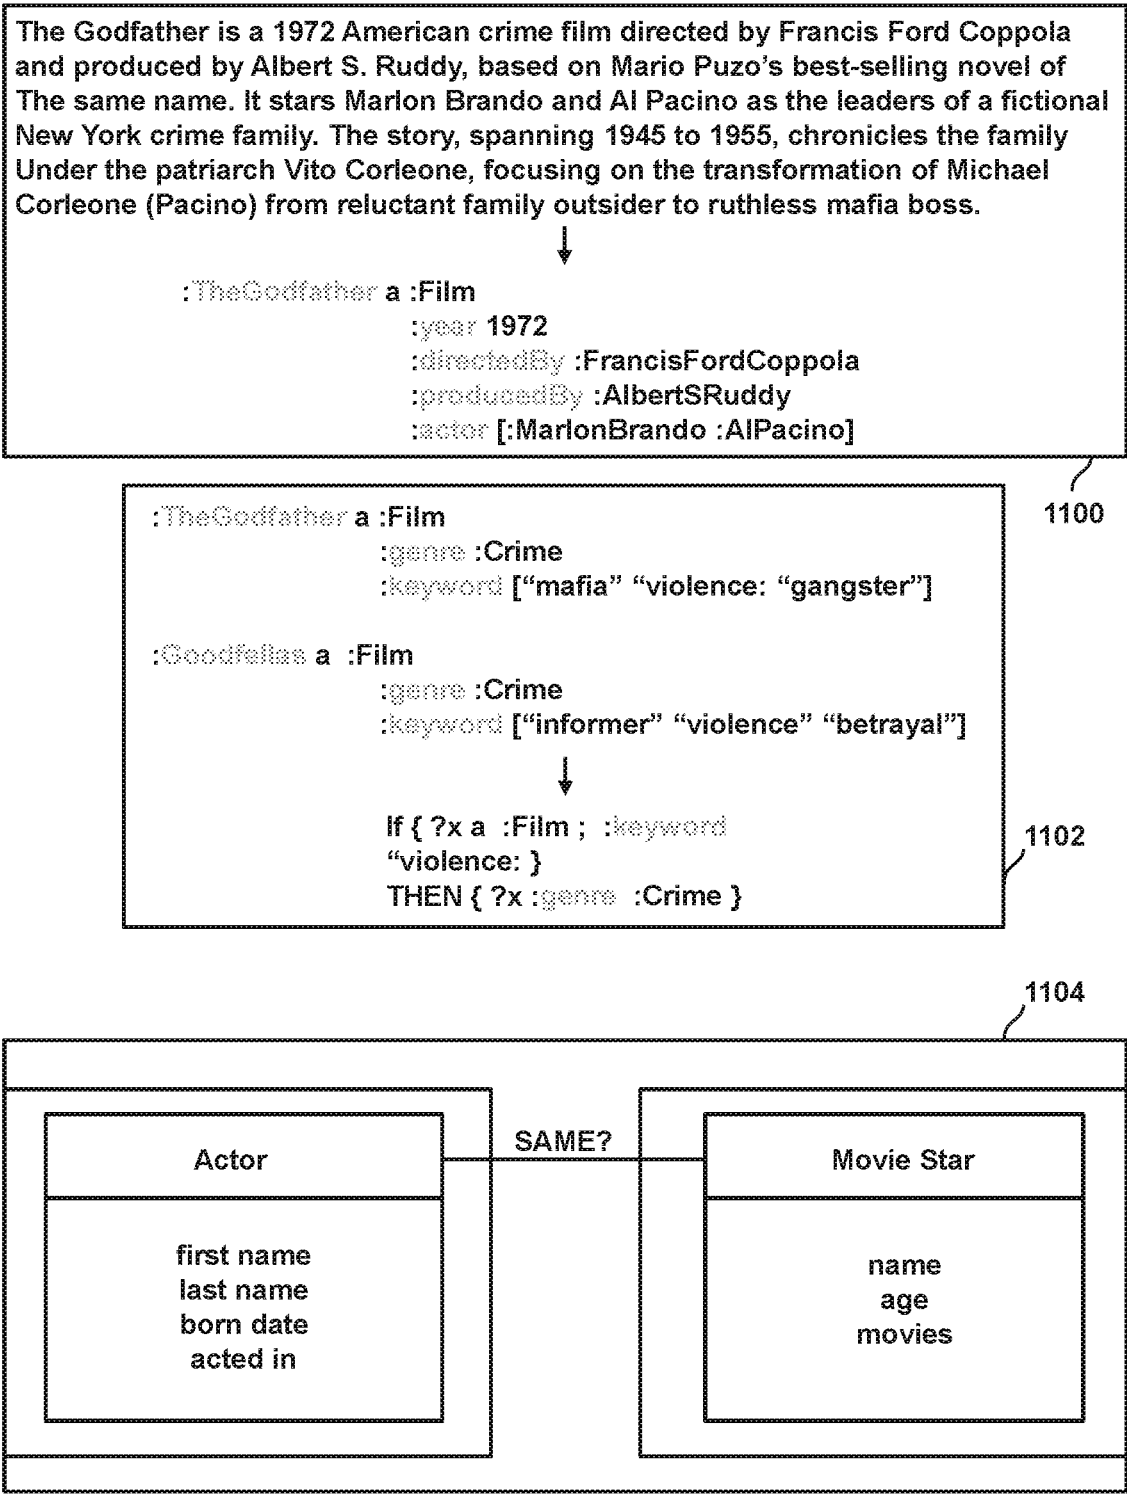 The Godfather is a 1972 American crime film directed by Francis Ford Coppola
and produced by Albert S. Ruddy, based on Mario Puzo’s best-selling novel of
The same name. It stars Marlon Brando and Al Pacino as the leaders of a fictional
New York crime family. The story, spanning 1945 to 1955, chronicles the family
Under the patriarch Vito Corleone, focusing on the transformation of Michael
Corleone (Pacino) from reluctant family outsider to ruthless mafia boss.
:TheGodfather a :Film
:year 1972
:directedBy :FrancisFordCoppola
:producedBy :AlbertSRuddy
:actor [:MarlonBrando :AlPacino]
1100
:TheGodfather a :Film
:genre :Crime
:keyword [“mafia” “violence: “gangster”]
:Goodfellas a :Film
:genre :Crime
:keyword [“informer” “violence” “betrayal”]
If { ?x a :Film ; :keyword
“violence: }
THEN { ?x :genre :Crime }
1102
1104
Actor
SAME?
Movie Star
first name
last name
born date
acted in
name
age
movies